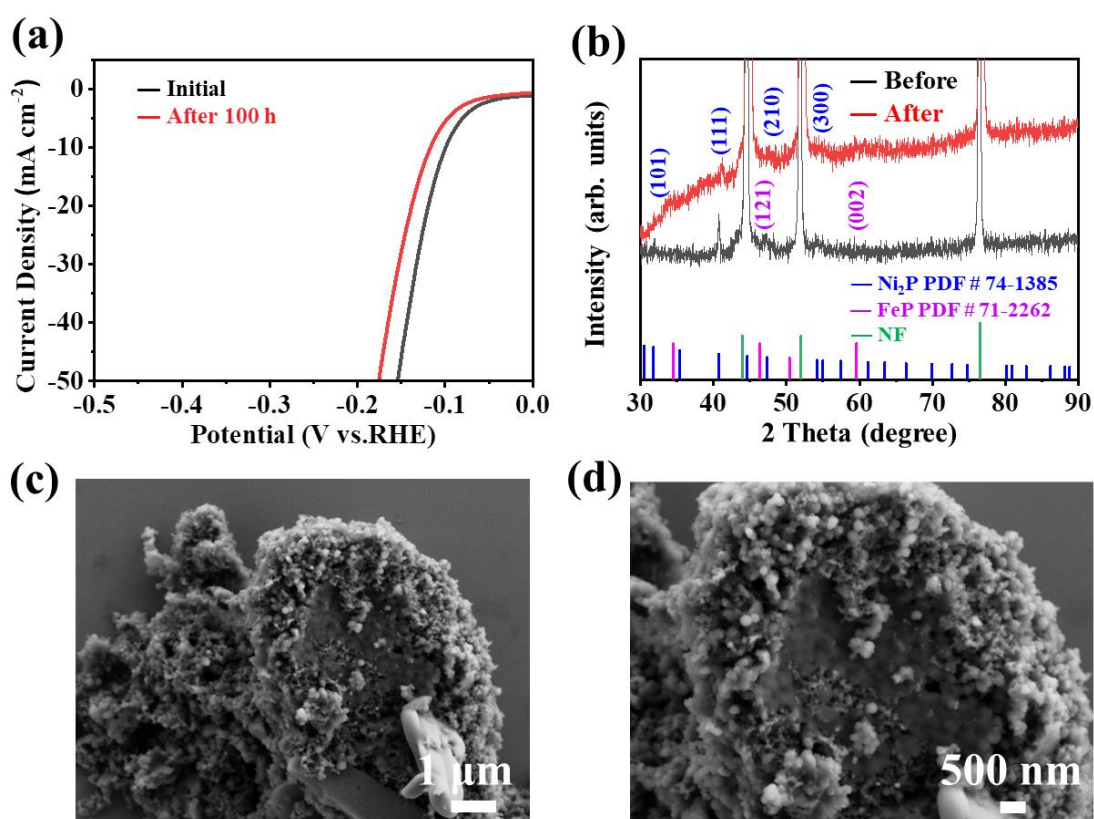 (a)
Initial
After 100 h
0
-10
-20
-30
-40
-50
Current Density (mA cm⁻²)
-0.5
-0.4
-0.3
-0.2
-0.1
0.0
Potential (V vs.RHE)
(b)
Before
After
(101)
(111)
(210)
(300)
(121)
(002)
Ni₂P PDF # 74-1385
FeP PDF # 71-2262
NF
Intensity (arb. units)
30
40
50
60
70
80
90
2 Theta (degree)
(c)
1 μm
(d)
500 nm